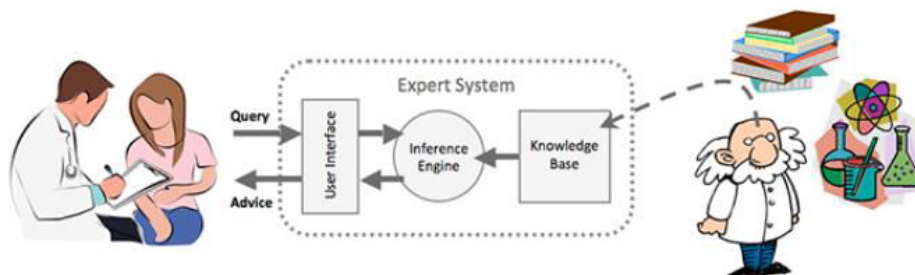 Expert System
Query
User Interface
Inference
Engine
Knowledge
Base
Advice